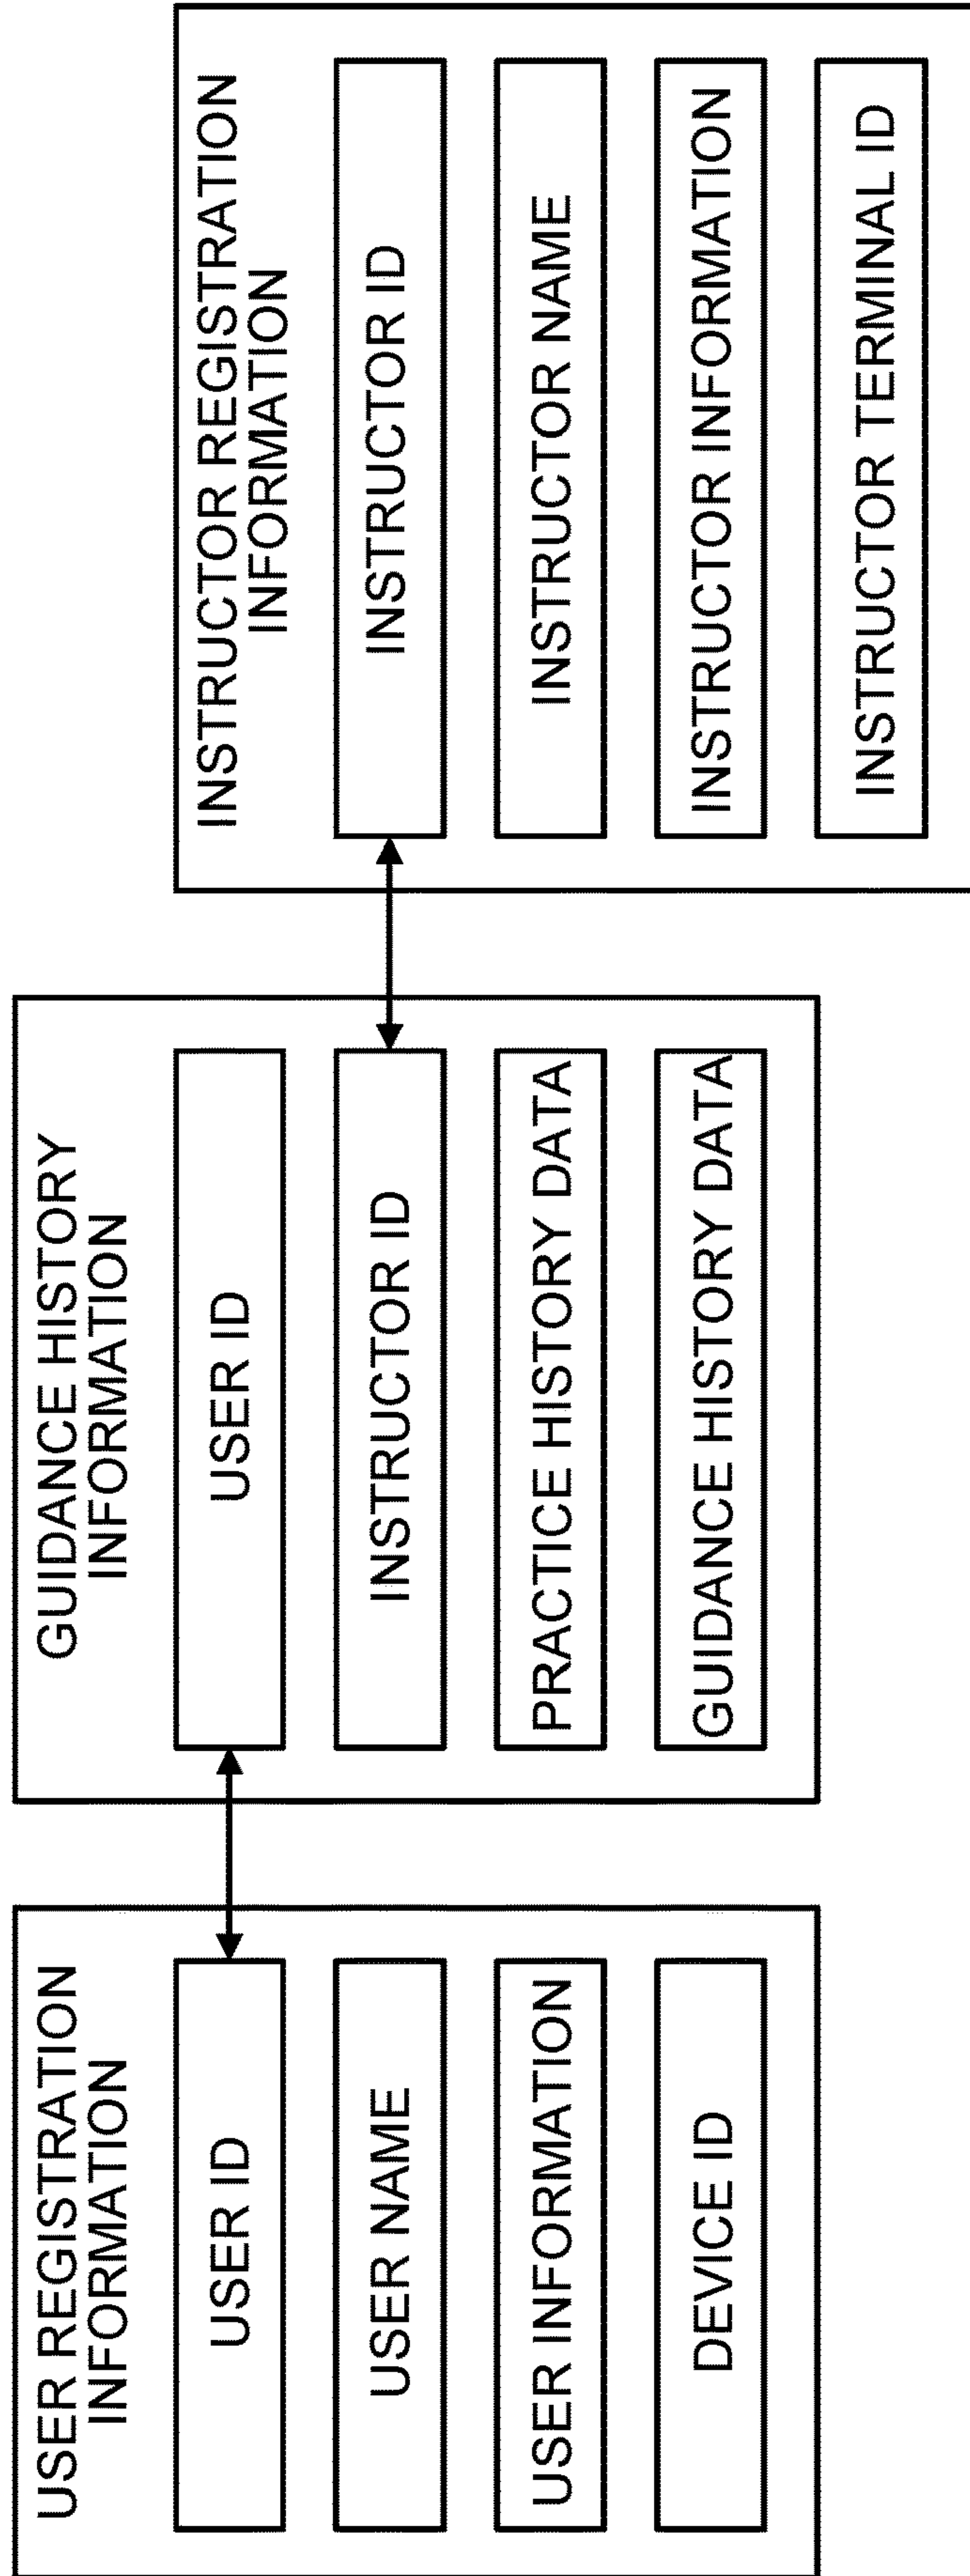 USER REGISTRATION
INFORMATION
USER ID
USER NAME
USER INFORMATION
DEVICE ID
GUIDANCE HISTORY
INFORMATION
USER ID
INSTRUCTOR ID
PRACTICE HISTORY DATA
GUIDANCE HISTORY DATA
INSTRUCTOR REGISTRATION
INFORMATION
INSTRUCTOR ID
INSTRUCTOR NAME
INSTRUCTOR INFORMATION
INSTRUCTOR TERMINAL ID